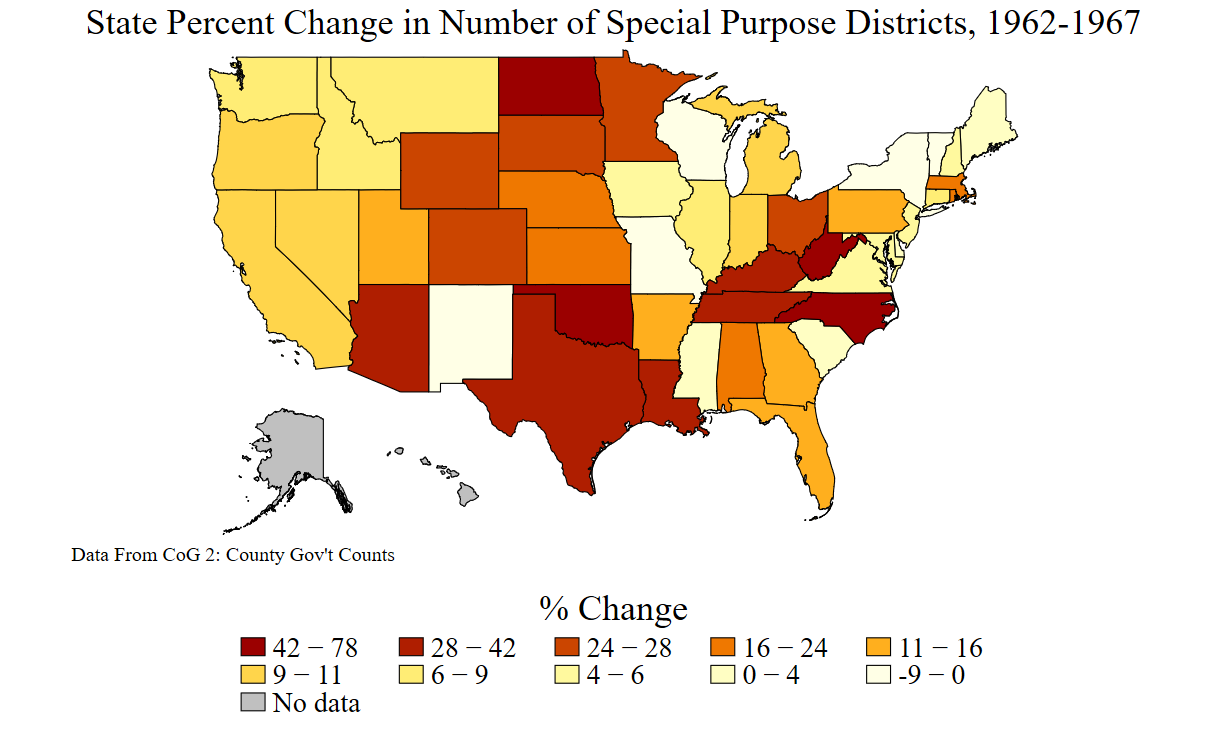 State Percent Change in Number of Special Purpose Districts, 1962-1967
Data From CoG 2: County Gov't Counts
% Change
42 − 78 28 − 42 24 − 28 16 − 24 11 − 16
9 − 11 6 − 9 4 − 6 0 − 4 -9 − 0
No data